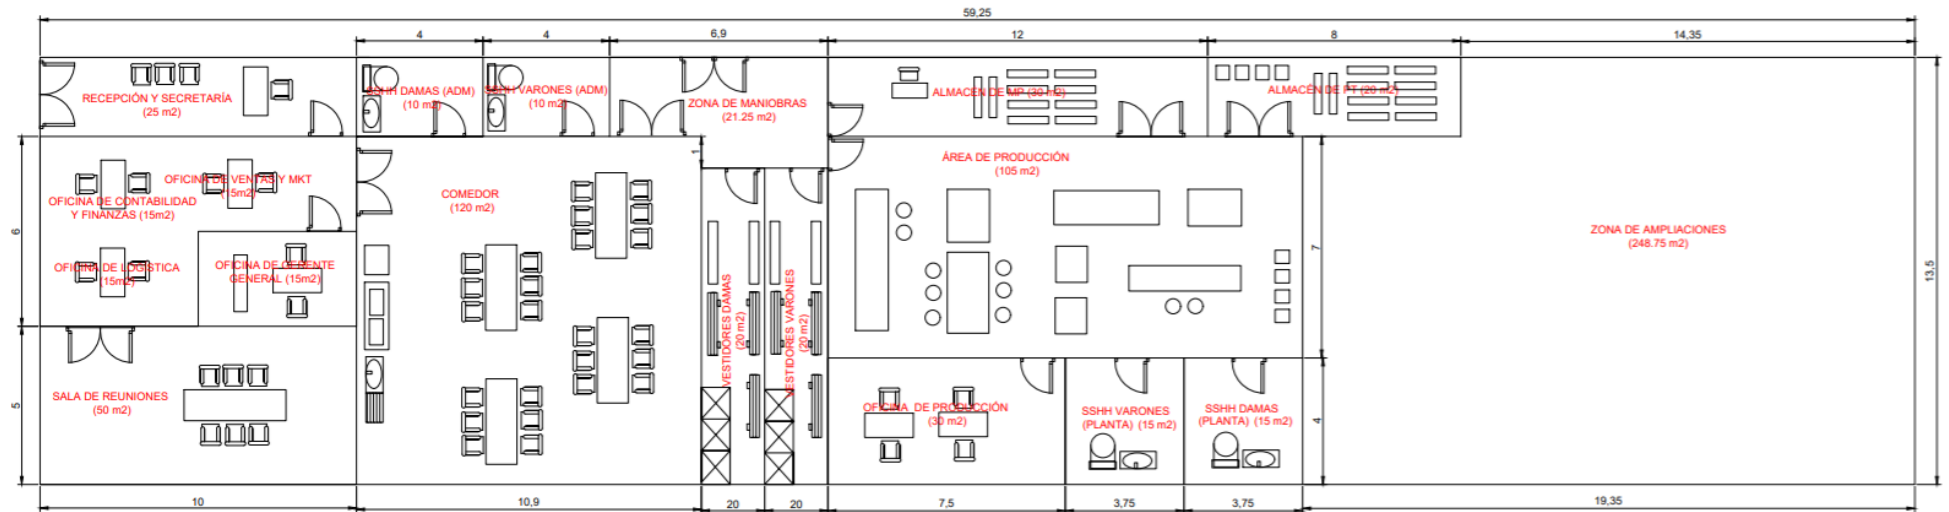 59,25
4
4
6,9
12
8
14,35
RECEPCIÓN Y SECRETARÍA
(25 m2)
SSHH DAMAS (ADM)
(10 m2)
SSHH VARONES (ADM)
(10 m2)
ZONA DE MANIOBRAS
(21.25 m2)
ALMACÉN DE MP (30 m2)
ALMACÉN DE PT (20 m2)
1
ÁREA DE PRODUCCIÓN
(105 m2)
OFICINA DE VENTAS Y MKT
(15m2)
OFICINA DE CONTABILIDAD
Y FINANZAS (15m2)
COMEDOR
(120 m2)
6
7
ZONA DE AMPLIACIONES
(248.75 m2)
13,5
OFICINA DE LOGISTICA
(15m2)
OFICINA DE GERENTE
GENERAL (15m2)
VESTIDORES DAMAS
(20 m2)
VESTIDORES VARONES
(20 m2)
SALA DE REUNIONES
(50 m2)
5
OFICINA DE PRODUCCIÓN
(30 m2)
SSHH VARONES
(PLANTA) (15 m2)
SSHH DAMAS
(PLANTA) (15 m2)
4
10
10,9
20
20
7,5
3,75
3,75
19,35